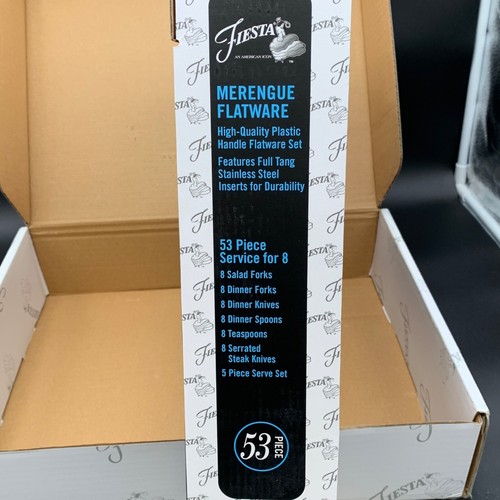 FIESTA
AN AMERICAN ICON
™
MERENGUE
FLATWARE
High-Quality Plastic
Handle Flatware Set
Features Full Tang
Stainless Steel
Inserts for Durability
53 Piece
Service for 8
8 Salad Forks
8 Dinner Forks
8 Dinner Knives
8 Dinner Spoons
8 Teaspoons
8 Serrated
Steak Knives
5 Piece Serve Set
53 PIECE